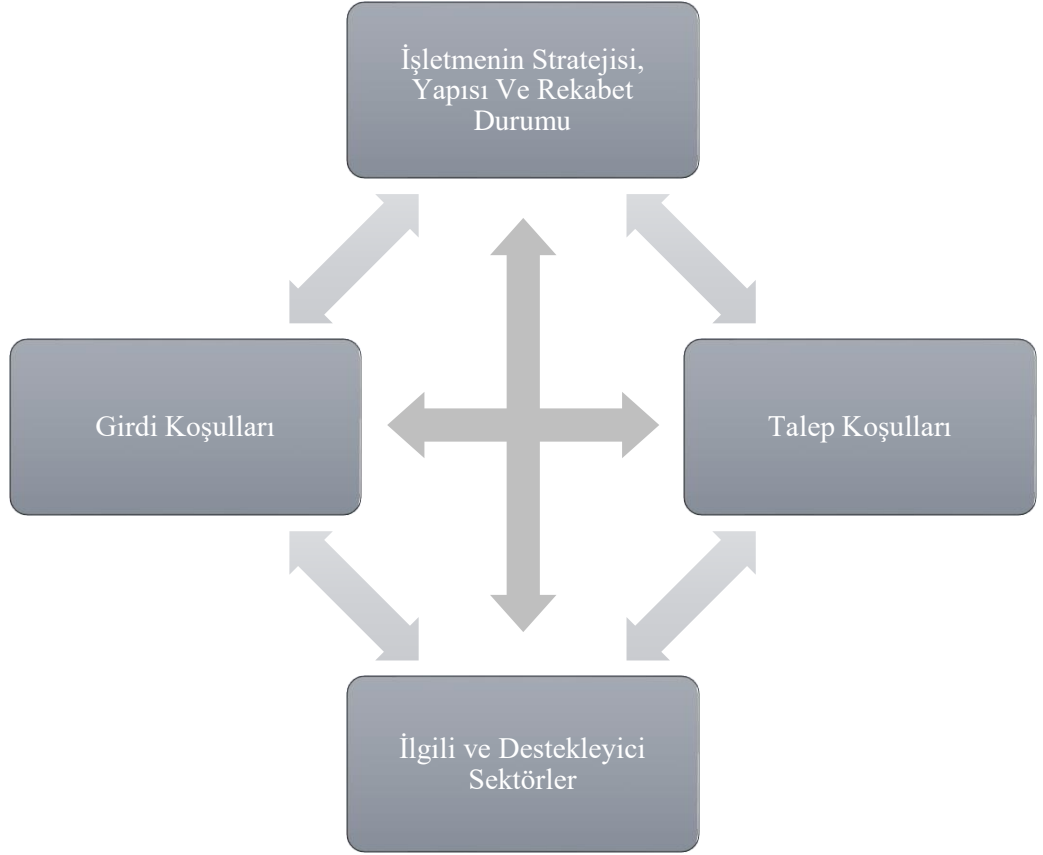 İşletmenin Stratejisi,
Yapısı Ve Rekabet
Durumu
Girdi Koşulları
Talep Koşulları
İlgili ve Destekleyici
Sektörler